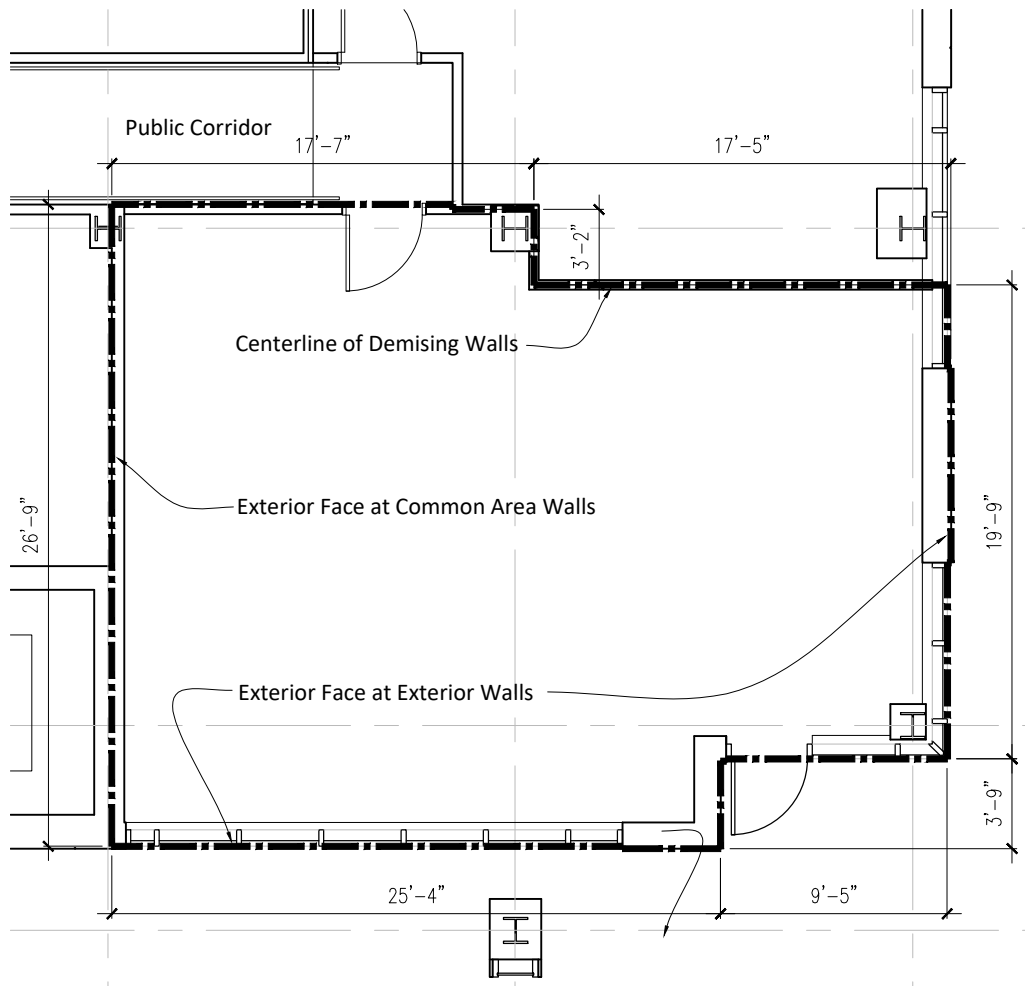 Public Corridor
17'-7"
17'-5"
3'-2"
Centerline of Demising Walls
26'-9"
Exterior Face at Common Area Walls
19'-9"
Exterior Face at Exterior Walls
3'-9"
25'-4"
9'-5"